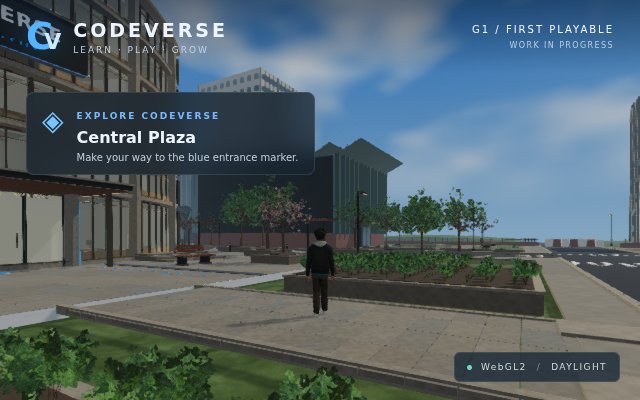 CV CODEVERSE
LEARN · PLAY · GROW
G1 / FIRST PLAYABLE
WORK IN PROGRESS
EXPLORE CODEVERSE
Central Plaza
Make your way to the blue entrance marker.
WebGL2 / DAYLIGHT